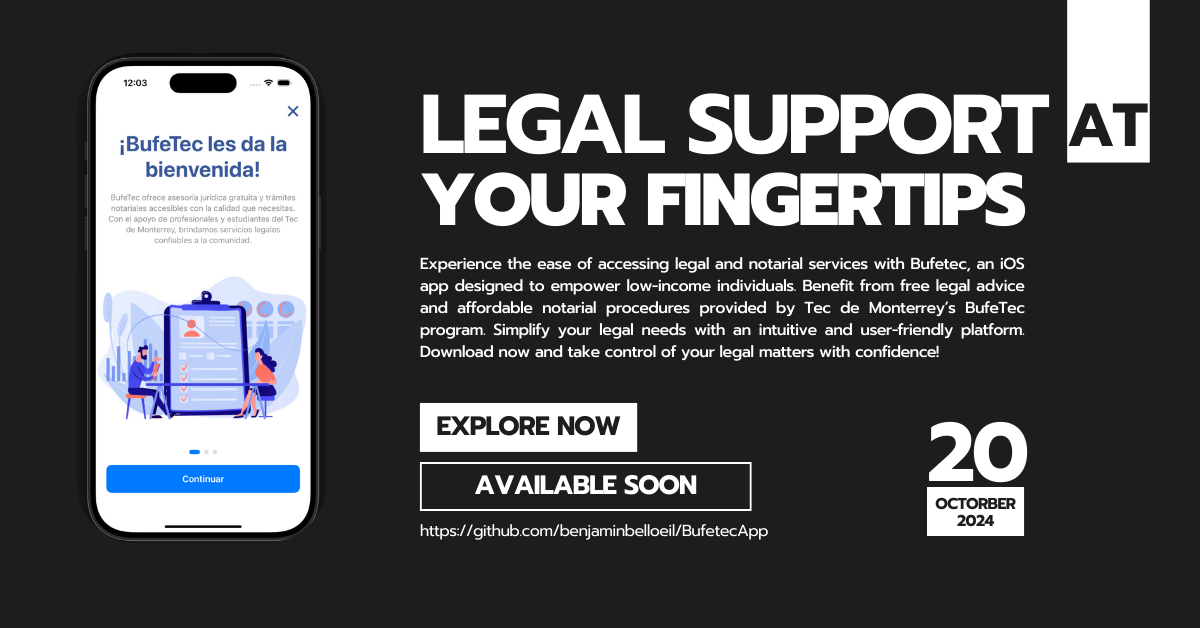 12:03
¡BufeTec les da la
bienvenida!
BufeTec ofrece asesoría jurídica gratuita y trámites
notariales accesibles con la calidad que necesitas.
Con el apoyo de profesionales y estudiantes del Tec
de Monterrey, brindamos servicios legales
confiables a la comunidad.
Continuar
LEGAL SUPPORT AT
YOUR FINGERTIPS
Experience the ease of accessing legal and notarial services with Bufetec, an iOS
app designed to empower low-income individuals. Benefit from free legal advice
and affordable notarial procedures provided by Tec de Monterrey's BufeTec
program. Simplify your legal needs with an intuitive and user-friendly platform.
Download now and take control of your legal matters with confidence!
EXPLORE NOW
AVAILABLE SOON
https://github.com/benjaminbelloeil/BufetecApp
20
OCTORBER
2024